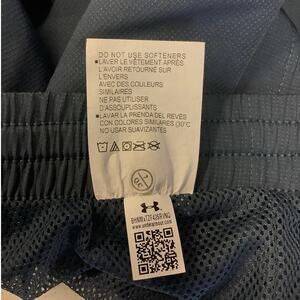 DO NOT USE SOFTENERS
▪LAVER LE VÊTEMENT APRÈS
L'AVOIR RETOURNÉ SUR
L'ENVERS
AVEC DES COULEURS
SIMILAIRES
NE PAS UTILISER
D'ASSOUPLISSANTS
▪LAVAR LA PRENDA DEL REVÉS
CON COLORES SIMILARES (30°C
NO USAR SUAVIZANTES